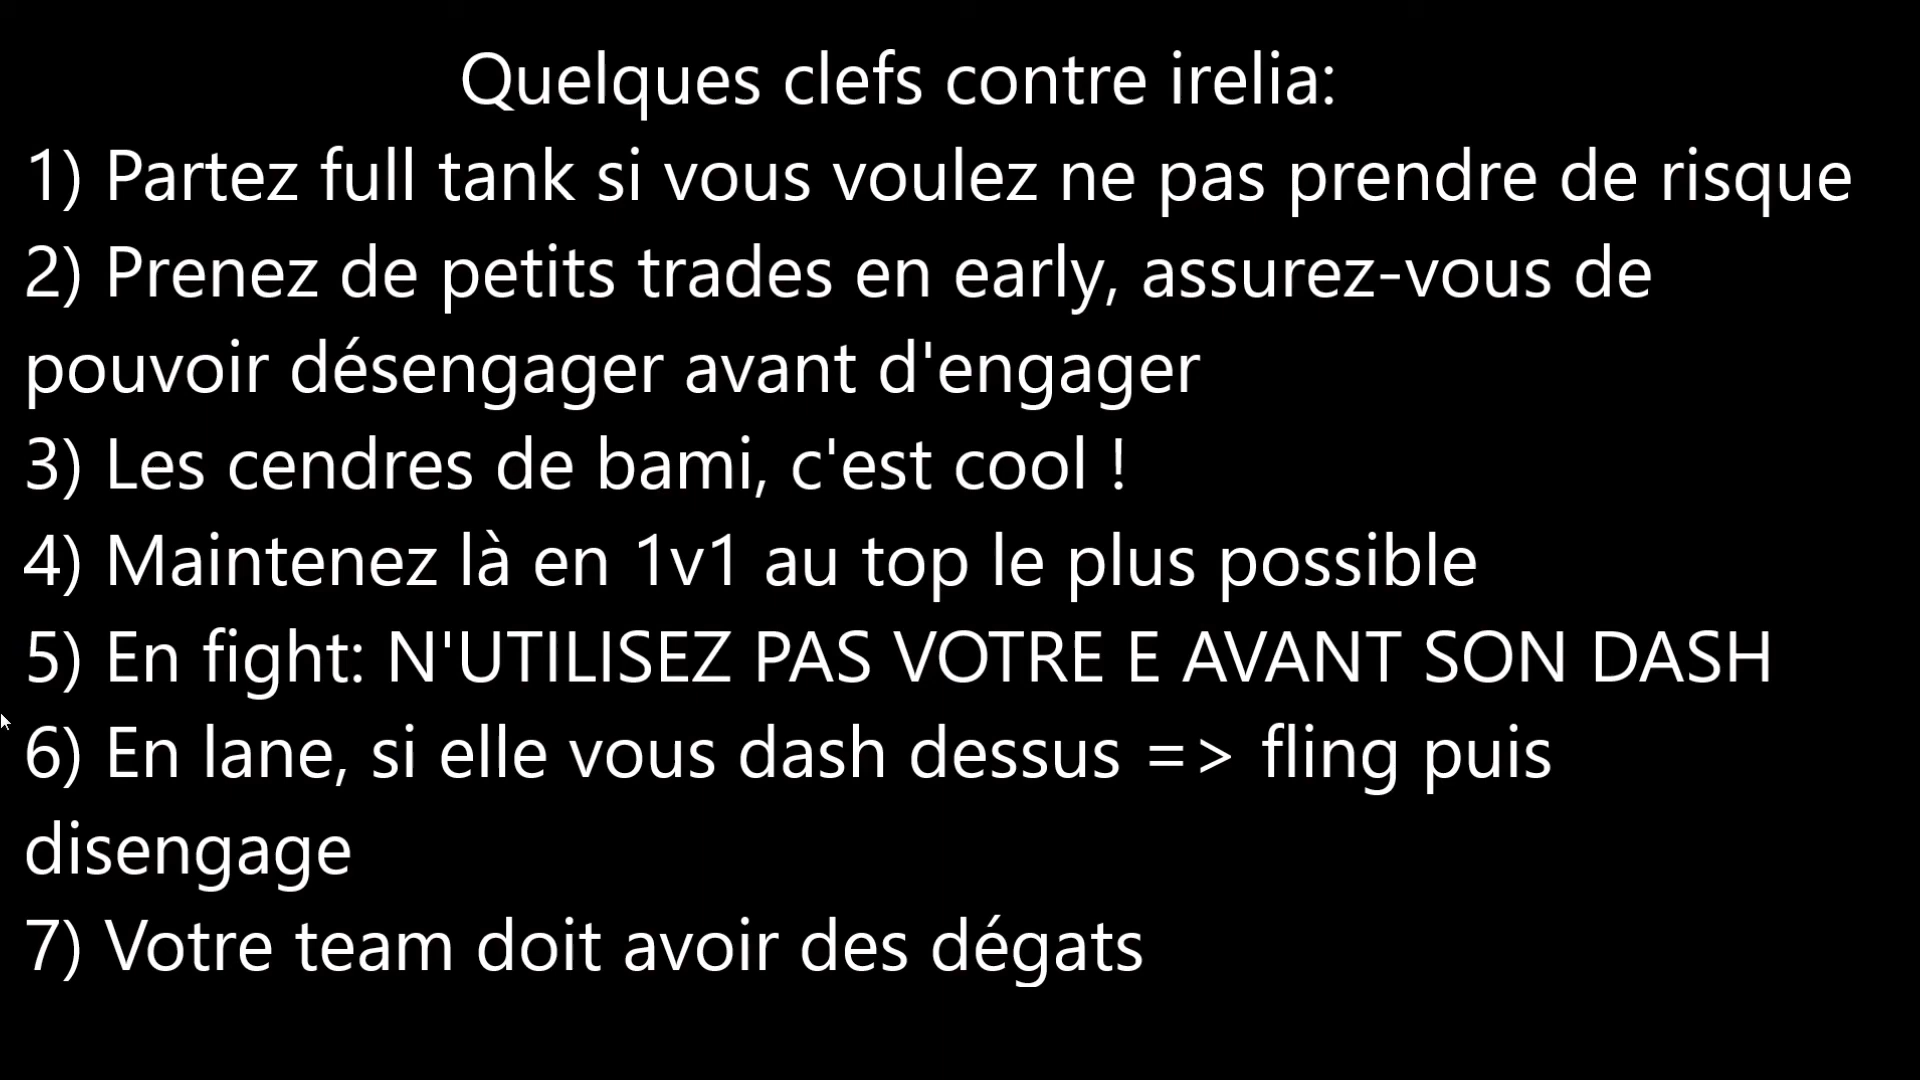 Quelques clefs contre irelia:
1) Partez full tank si vous voulez ne pas prendre de risque
2) Prenez de petits trades en early, assurez-vous de
pouvoir désengager avant d'engager
3) Les cendres de bami, c'est cool !
4) Maintenez là en 1v1 au top le plus possible
5) En fight: N'UTILISEZ PAS VOTRE E AVANT SON DASH
6) En lane, si elle vous dash dessus => fling puis
disengage
7) Votre team doit avoir des dégats